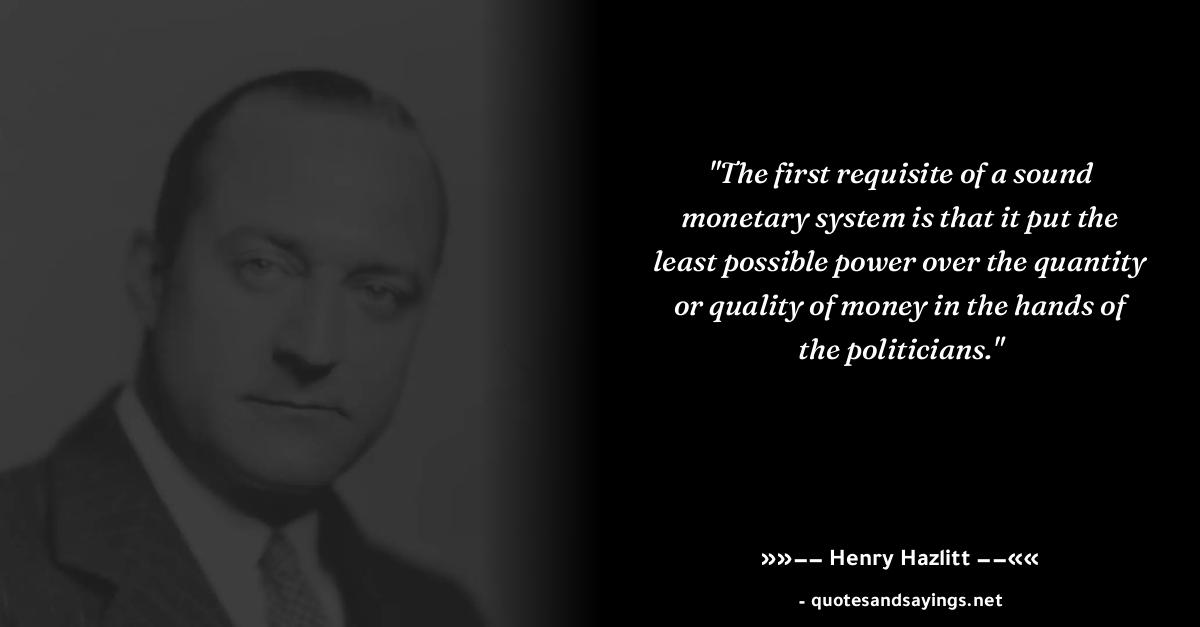 "The first requisite of a sound
monetary system is that it put the
least possible power over the quantity
or quality of money in the hands of
the politicians."
»»–– Henry Hazlitt ––««
- quotesandsayings.net